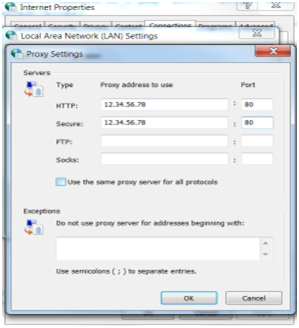 Internet Properties
General Security Privacy Content Connections Programs Advanced
Local Area Network (LAN) Settings
Proxy Settings
Servers
Type Proxy address to use Port
HTTP: 12.34.56.78 : 80
Secure: 12.34.56.78 : 80
FTP: :
Socks: :
Use the same proxy server for all protocols
Exceptions
Do not use proxy server for addresses beginning with:
Use semicolons ( ; ) to separate entries.
OK Cancel